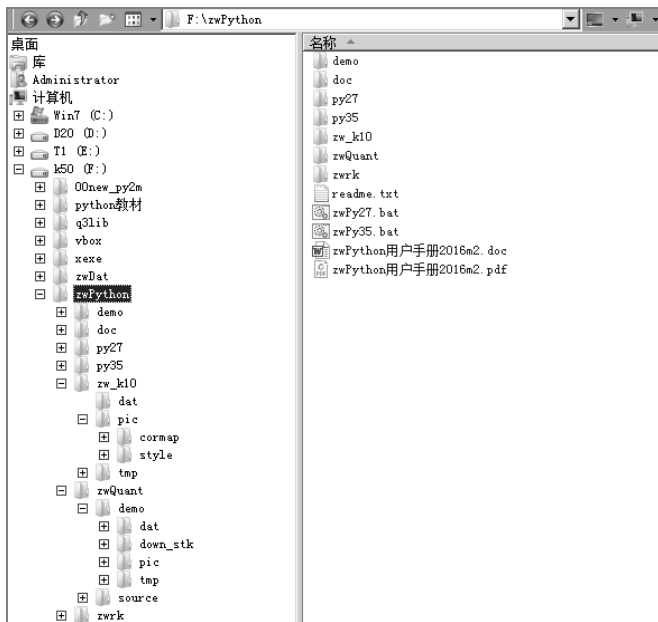 F:\zwPython
桌面
库
Administrator
计算机
Win7 (C:)
D20 (D:)
T1 (E:)
k50 (F:)
00new_py2m
python教材
q3lib
vbox
xexe
zwDat
zwPython
demo
doc
py27
py35
zw_k10
dat
pic
cormap
style
tmp
zwQuant
demo
dat
down_stk
pic
tmp
source
zwrk
名称
demo
doc
py27
py35
zw_k10
zwQuant
zwrk
readme.txt
zwPy27.bat
zwPy35.bat
zwPython用户手册2016m2.doc
zwPython用户手册2016m2.pdf